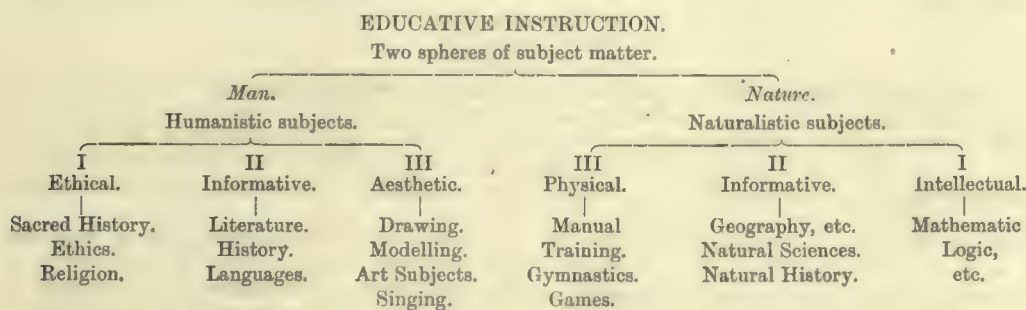 EDUCATIVE INSTRUCTION.
Two spheres of subject matter.
Man. Nature.
Humanistic subjects. Naturalistic subjects.
I II III III II I
Ethical. Informative. Aesthetic. Physical. Informative. Intellectual.
Sacred History. Literature. Drawing. Manual Geography, etc. Mathematic
Ethics. History. Modelling. Training. Natural Sciences. Logic,
Religion. Languages. Art Subjects. Gymnastics. Natural History. etc.
Singing. Games.